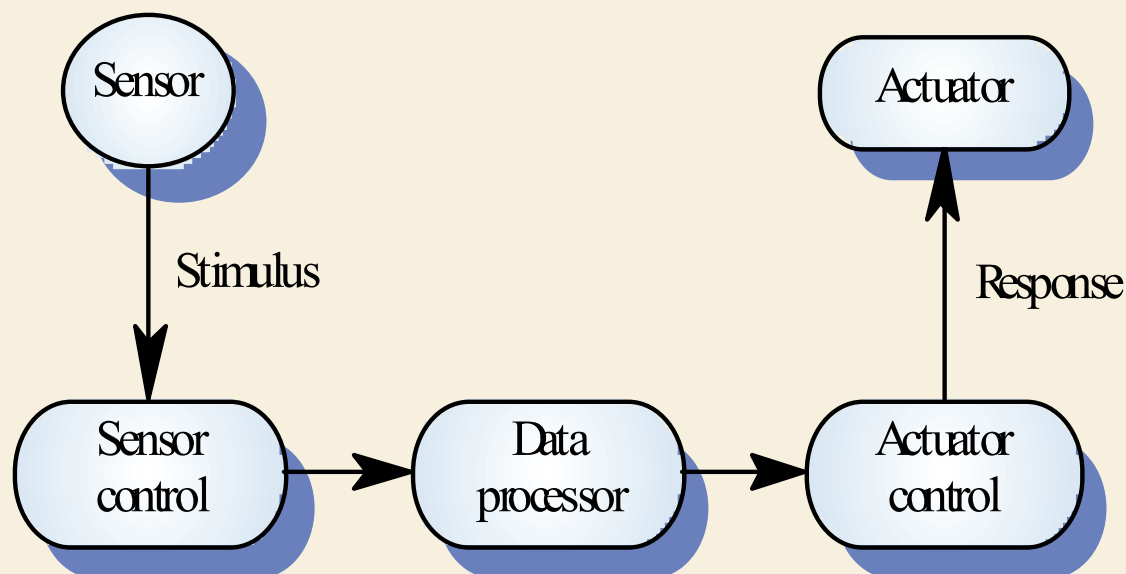 Sensor
Actuator
Stimulus
Response
Sensor
control
Data
processor
Actuator
control